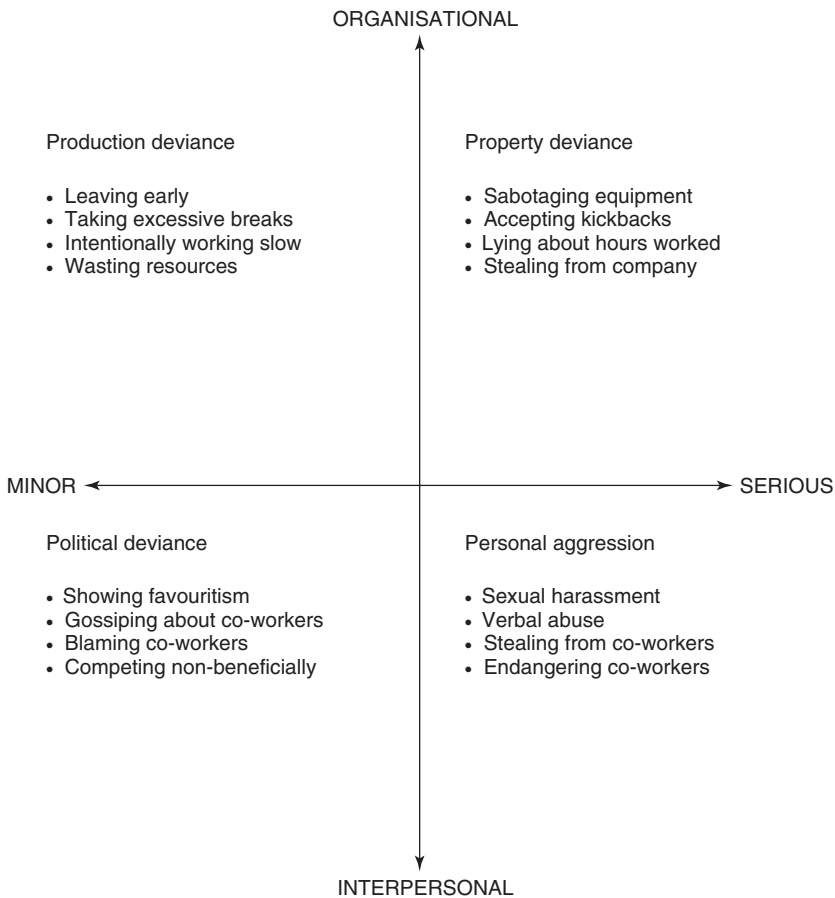 ORGANISATIONAL
Production deviance
• Leaving early
• Taking excessive breaks
• Intentionally working slow
• Wasting resources
Property deviance
• Sabotaging equipment
• Accepting kickbacks
• Lying about hours worked
• Stealing from company
MINOR
SERIOUS
Political deviance
• Showing favouritism
• Gossiping about co-workers
• Blaming co-workers
• Competing non-beneficially
Personal aggression
• Sexual harassment
• Verbal abuse
• Stealing from co-workers
• Endangering co-workers
INTERPERSONAL